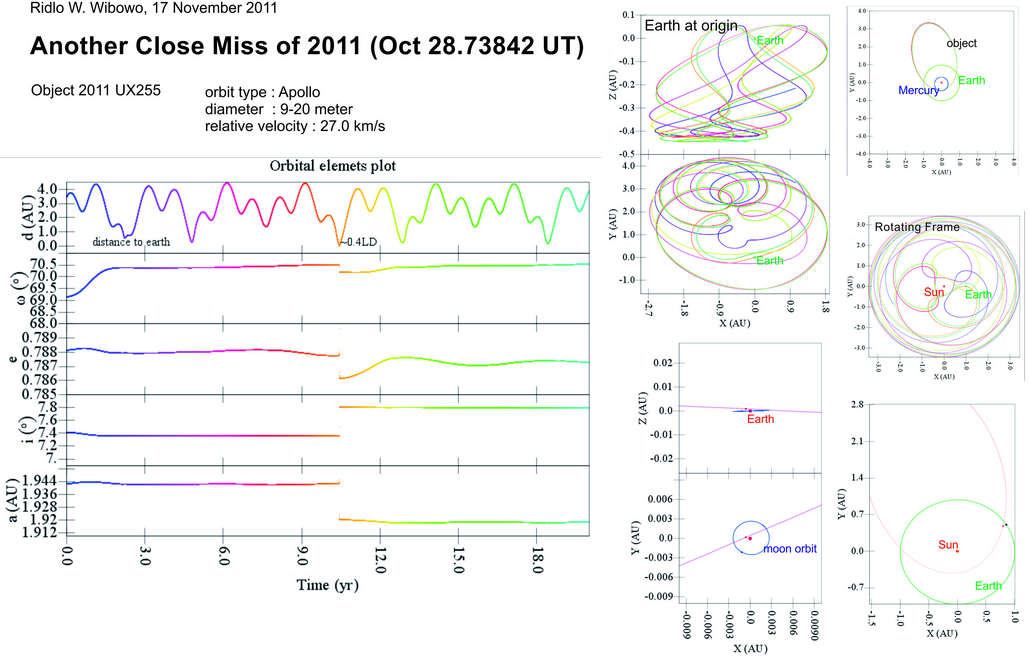 Ridlo W. Wibowo, 17 November 2011
Another Close Miss of 2011 (Oct 28.73842 UT)
Object 2011 UX255
orbit type : Apollo
diameter : 9-20 meter
relative velocity : 27.0 km/s
Orbital elemets plot
d (AU)
4.0
3.0
2.0
1.0
0.0
distance to earth
~0.4LD
ω (°)
70.5
70.0
69.5
69.0
68.5
68.0
e
0.789
0.788
0.787
0.786
0.785
i (°)
7.8
7.6
7.4
7.2
7.
a (AU)
1.944
1.936
1.928
1.92
1.912
0.0 3.0 6.0 9.0 12.0 15.0 18.0
Time (yr)
Earth at origin
Earth
Z (AU)
0.1
0.0
-0.1
-0.2
-0.3
-0.4
-0.5
Y (AU)
4.0
3.0
2.0
1.0
0.0
-1.0
Earth
-2.7 -1.8 -0.9 0.0 0.9 1.8
X (AU)
object
Earth
Mercury
Y (AU)
4.0
3.0
2.0
1.0
0.0
-1.0
-2.0
-3.0
-4.0
-4.0 -3.0 -2.0 -1.0 0.0 1.0 2.0 3.0 4.0
X (AU)
Rotating Frame
Sun
Earth
Y (AU)
3.0
2.0
1.0
0.0
-1.0
-2.0
-3.0
-3.0 -2.0 -1.0 0.0 1.0 2.0 3.0
X (AU)
Z (AU)
0.02
0.01
0.0
-0.01
-0.02
Earth
Y (AU)
0.006
0.003
0.0
-0.003
-0.006
-0.009
moon orbit
-0.009 -0.006 -0.003 0.0 0.003 0.006 0.0090
X (AU)
Y (AU)
2.8
2.1
1.4
0.7
0.0
-0.7
Sun
Earth
-1.5 -1.0 -0.5 0.0 0.5 1.0
X (AU)